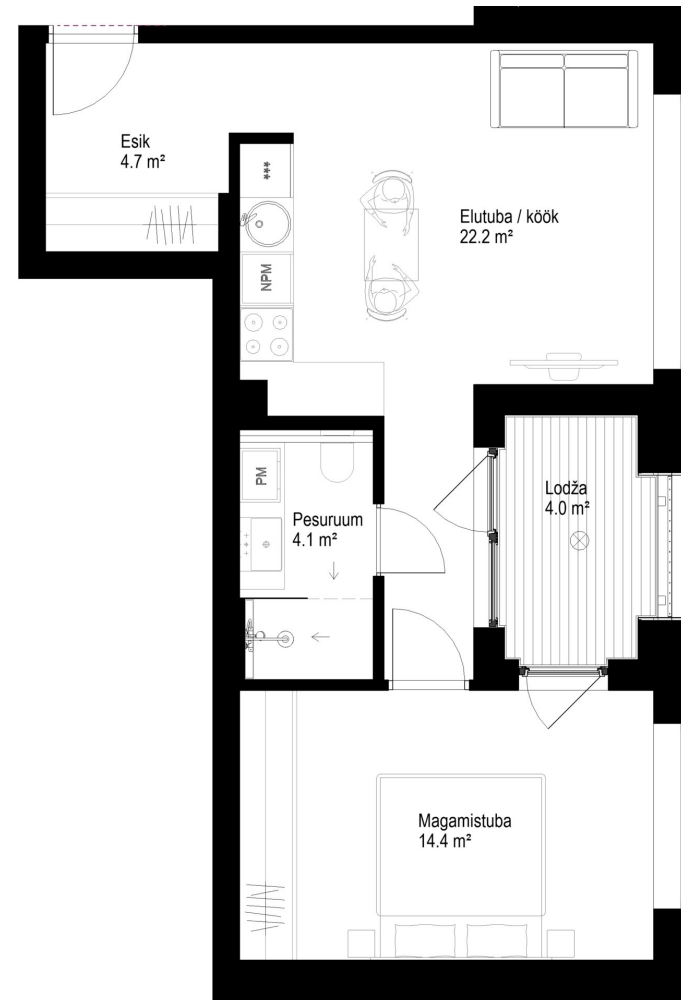 Esik
4.7 m²
***
Elutuba / köök
22.2 m²
NPM
Lodža
4.0 m²
PM
Pesuruum
4.1 m²
Magamistuba
14.4 m²